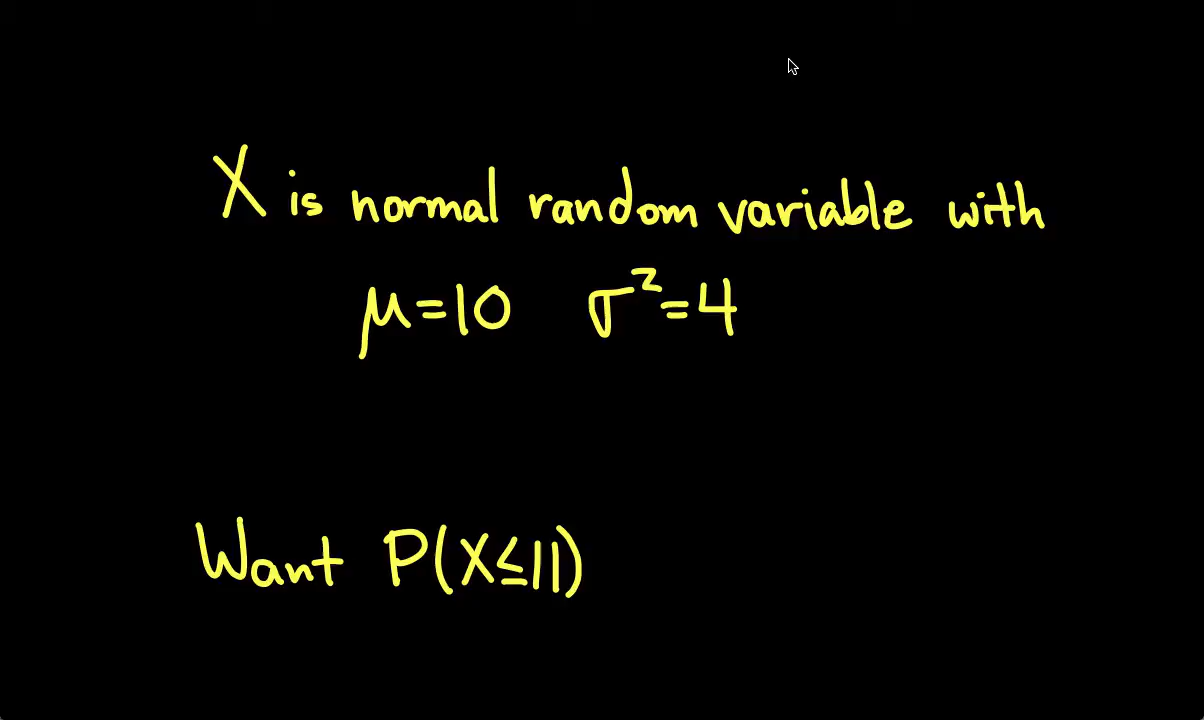 X is normal random variable with
μ=10 σ²=4
Want P(X≤11)